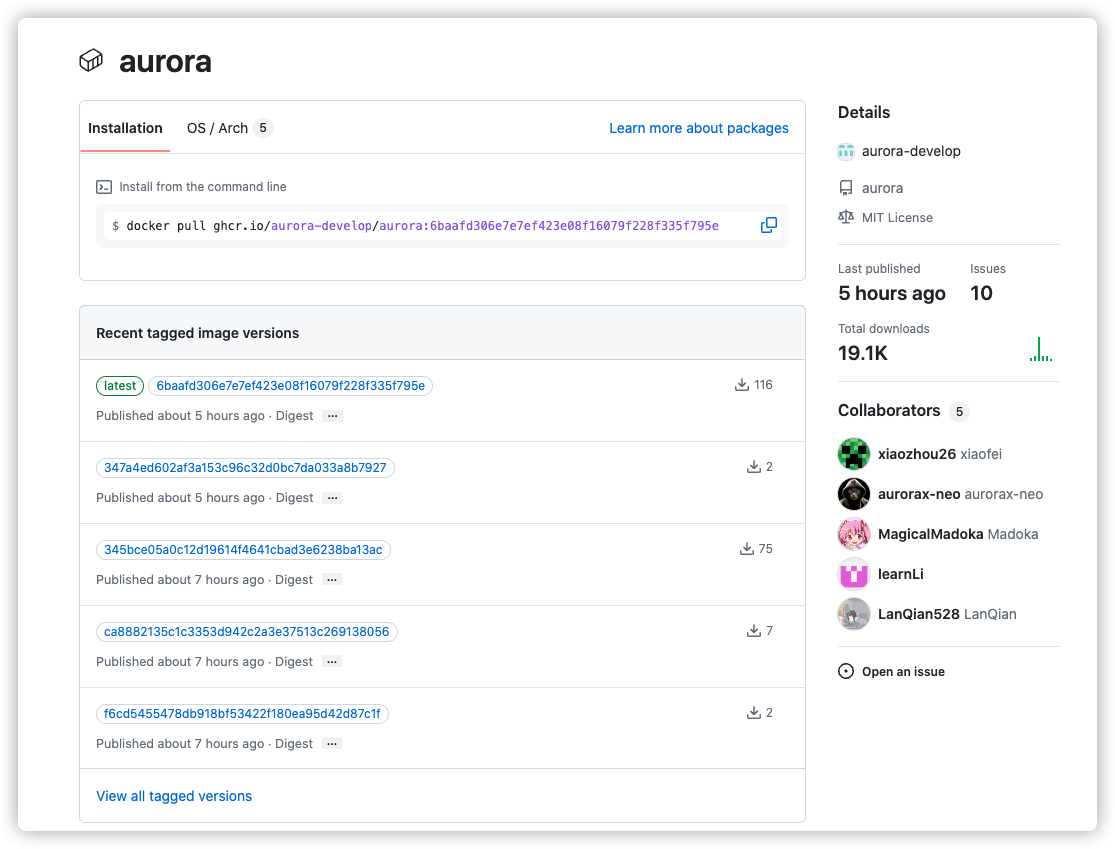 aurora
Installation
OS / Arch 5
Learn more about packages
Install from the command line
$ docker pull ghcr.io/aurora-develop/aurora:6baafd306e7e7ef423e08f16079f228f335f795e
Recent tagged image versions
latest 6baafd306e7e7ef423e08f16079f228f335f795e 116
Published about 5 hours ago · Digest ...
347a4ed602af3a153c96c32d0bc7da033a8b7927 2
Published about 5 hours ago · Digest ...
345bce05a0c12d19614f4641cbad3e6238ba13ac 75
Published about 7 hours ago · Digest ...
ca8882135c1c3353d942c2a3e37513c269138056 7
Published about 7 hours ago · Digest ...
f6cd5455478db918bf53422f180ea95d42d87c1f 2
Published about 7 hours ago · Digest ...
View all tagged versions
Details
aurora-develop
aurora
MIT License
Last published
5 hours ago
Issues
10
Total downloads
19.1K
Collaborators 5
xiaozhou26 xiaofei
aurorax-neo aurorax-neo
MagicalMadoka Madoka
learnLi
LanQian528 LanQian
Open an issue